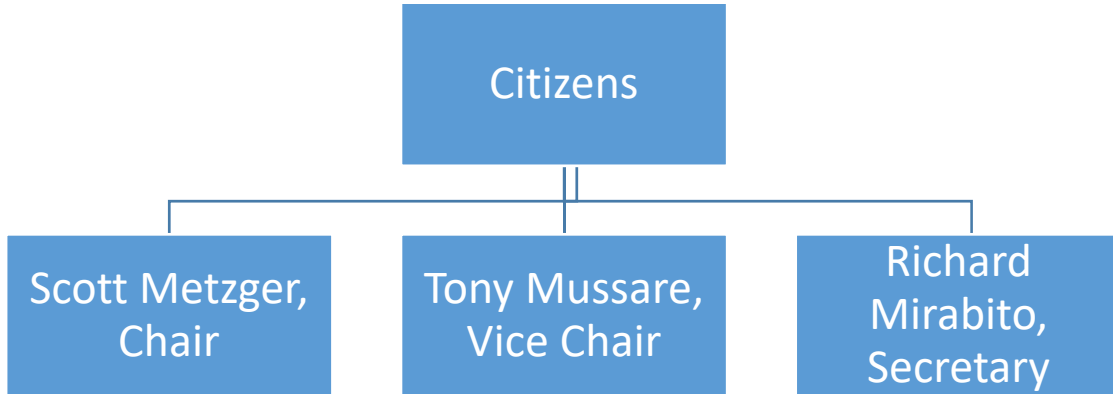 Citizens
Scott Metzger,
Chair
Tony Mussare,
Vice Chair
Richard
Mirabito,
Secretary